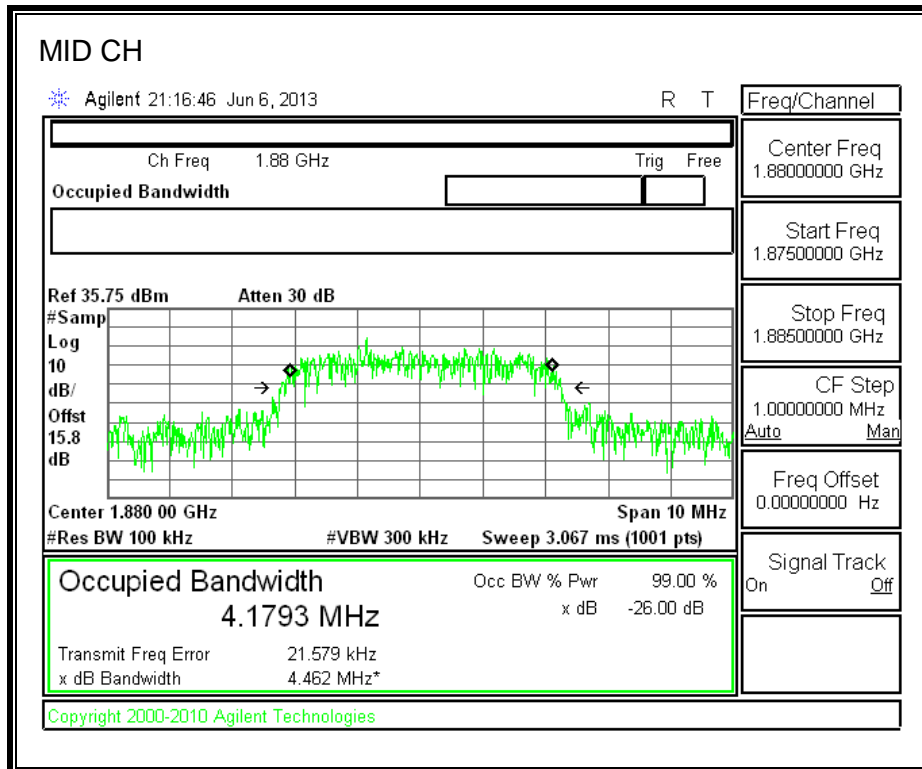 MID CH
Agilent 21:16:46 Jun 6, 2013 R T
Ch Freq 1.88 GHz Trig Free
Occupied Bandwidth
Ref 35.75 dBm Atten 30 dB
#Samp
Log
10
dB/
Offst
15.8
dB
Center 1.880 00 GHz Span 10 MHz
#Res BW 100 kHz #VBW 300 kHz Sweep 3.067 ms (1001 pts)
Occupied Bandwidth Occ BW % Pwr 99.00 %
4.1793 MHz x dB -26.00 dB
Transmit Freq Error 21.579 kHz
x dB Bandwidth 4.462 MHz*
Copyright 2000-2010 Agilent Technologies
Freq/Channel
Center Freq
1.88000000 GHz
Start Freq
1.87500000 GHz
Stop Freq
1.88500000 GHz
CF Step
1.00000000 MHz
Auto Man
Freq Offset
0.00000000 Hz
Signal Track
On Off